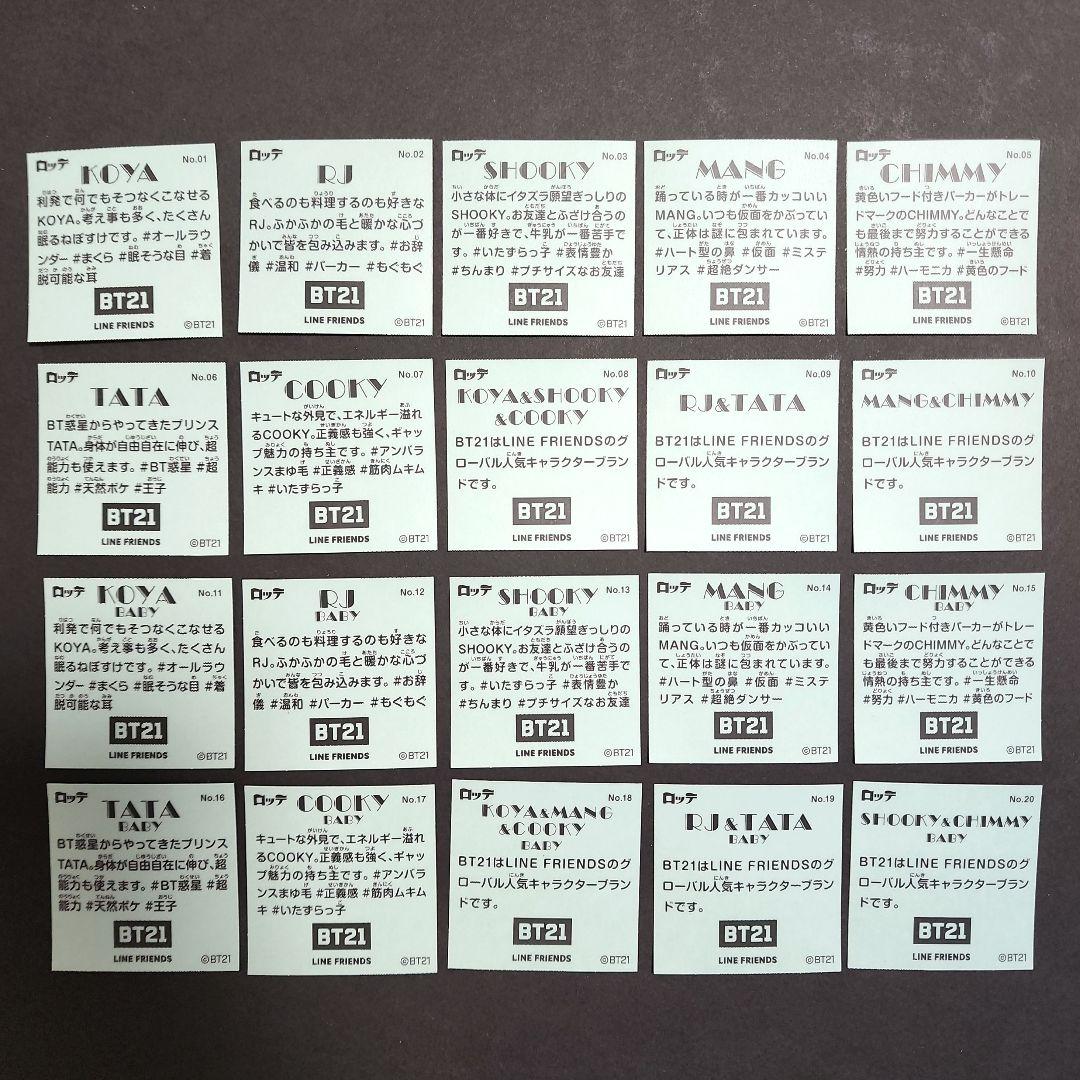 ロッテ No.01
KOYA
利発で何でもそつなくこなせる
KOYA。考え事も多く、たくさん
眠るねぼすけです。#オールラウ
ンダー #まくら #眠そうな目 #着
脱可能な耳
BT21
LINE FRIENDS ©BT21
ロッテ No.02
RJ
食べるのも料理するのも好きな
RJ。ふかふかの毛と暖かな心づ
かいで皆を包み込みます。#お辞
儀 #温和 #パーカー #もぐもぐ
BT21
LINE FRIENDS ©BT21
ロッテ No.03
SHOOKY
小さな体にイタズラ願望ぎっしりの
SHOOKY。お友達とふざけ合うの
が一番好きで、牛乳が一番苦手で
す。#いたずらっ子 #表情豊か
#ちんまり #プチサイズなお友達
BT21
LINE FRIENDS ©BT21
ロッテ No.04
MANG
踊っている時が一番カッコいい
MANG。いつも仮面をかぶってい
て、正体は謎に包まれています。
#ハート型の鼻 #仮面 #ミステ
リアス #超絶ダンサー
BT21
LINE FRIENDS ©BT21
ロッテ No.05
CHIMMY
黄色いフード付きパーカーがトレー
ドマークのCHIMMY。どんなことで
も最後まで努力することができる
情熱の持ち主です。#一生懸命
#努力 #ハーモニカ #黄色のフード
BT21
LINE FRIENDS ©BT21
ロッテ No.06
TATA
BT惑星からやってきたプリンス
TATA。身体が自由自在に伸び、超
能力も使えます。#BT惑星 #超
能力 #天然ボケ #王子
BT21
LINE FRIENDS ©BT21
ロッテ No.07
COOKY
キュートな外見で、エネルギー溢れ
るCOOKY。正義感も強く、ギャッ
プ魅力の持ち主です。#アンバラ
ンスまゆ毛 #正義感 #筋肉ムキム
キ #いたずらっ子
BT21
LINE FRIENDS ©BT21
ロッテ No.08
KOYA&SHOOKY
&COOKY
BT21はLINE FRIENDSのグ
ローバル人気キャラクターブラン
ドです。
BT21
LINE FRIENDS ©BT21
ロッテ No.09
RJ&TATA
BT21はLINE FRIENDSのグ
ローバル人気キャラクターブラン
ドです。
BT21
LINE FRIENDS ©BT21
ロッテ No.10
MANG&CHIMMY
BT21はLINE FRIENDSのグ
ローバル人気キャラクターブラン
ドです。
BT21
LINE FRIENDS ©BT21
ロッテ No.11
KOYA
BABY
利発で何でもそつなくこなせる
KOYA。考え事も多く、たくさん
眠るねぼすけです。#オールラウ
ンダー #まくら #眠そうな目 #着
脱可能な耳
BT21
LINE FRIENDS ©BT21
ロッテ No.12
RJ
BABY
食べるのも料理するのも好きな
RJ。ふかふかの毛と暖かな心づ
かいで皆を包み込みます。#お辞
儀 #温和 #パーカー #もぐもぐ
BT21
LINE FRIENDS ©BT21
ロッテ No.13
SHOOKY
BABY
小さな体にイタズラ願望ぎっしりの
SHOOKY。お友達とふざけ合うの
が一番好きで、牛乳が一番苦手で
す。#いたずらっ子 #表情豊か
#ちんまり #プチサイズなお友達
BT21
LINE FRIENDS ©BT21
ロッテ No.14
MANG
BABY
踊っている時が一番カッコいい
MANG。いつも仮面をかぶってい
て、正体は謎に包まれています。
#ハート型の鼻 #仮面 #ミステ
リアス #超絶ダンサー
BT21
LINE FRIENDS ©BT21
ロッテ No.15
CHIMMY
BABY
黄色いフード付きパーカーがトレー
ドマークのCHIMMY。どんなことで
も最後まで努力することができる
情熱の持ち主です。#一生懸命
#努力 #ハーモニカ #黄色のフード
BT21
LINE FRIENDS ©BT21
ロッテ No.16
TATA
BABY
BT惑星からやってきたプリンス
TATA。身体が自由自在に伸び、超
能力も使えます。#BT惑星 #超
能力 #天然ボケ #王子
BT21
LINE FRIENDS ©BT21
ロッテ No.17
COOKY
BABY
キュートな外見で、エネルギー溢れ
るCOOKY。正義感も強く、ギャッ
プ魅力の持ち主です。#アンバラ
ンスまゆ毛 #正義感 #筋肉ムキム
キ #いたずらっ子
BT21
LINE FRIENDS ©BT21
ロッテ No.18
KOYA&MANG
&COOKY
BABY
BT21はLINE FRIENDSのグ
ローバル人気キャラクターブラン
ドです。
BT21
LINE FRIENDS ©BT21
ロッテ No.19
RJ&TATA
BABY
BT21はLINE FRIENDSのグ
ローバル人気キャラクターブラン
ドです。
BT21
LINE FRIENDS ©BT21
ロッテ No.20
SHOOKY&CHIMMY
BABY
BT21はLINE FRIENDSのグ
ローバル人気キャラクターブラン
ドです。
BT21
LINE FRIENDS ©BT21